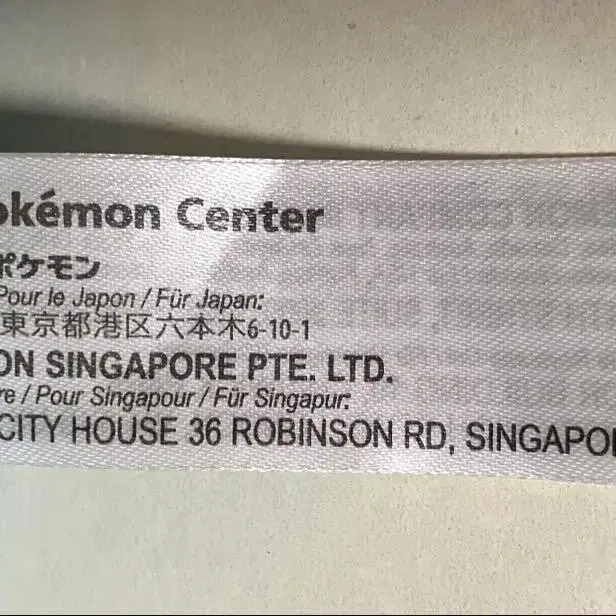 okémon Center
ポケモン
Pour le Japon / Für Japan:
東京都港区六本木6-10-1
ON SINGAPORE PTE. LTD.
re / Pour Singapour / Für Singapur:
CITY HOUSE 36 ROBINSON RD, SINGAPO